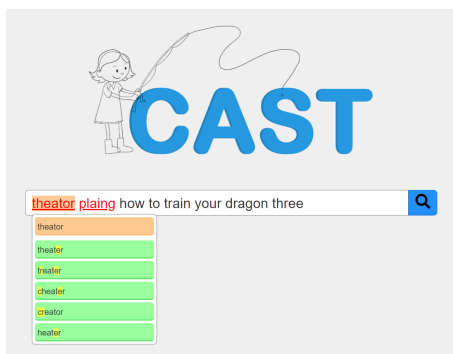 CAST
theator plaing how to train your dragon three
theator
theater
treater
cheater
creator
heater